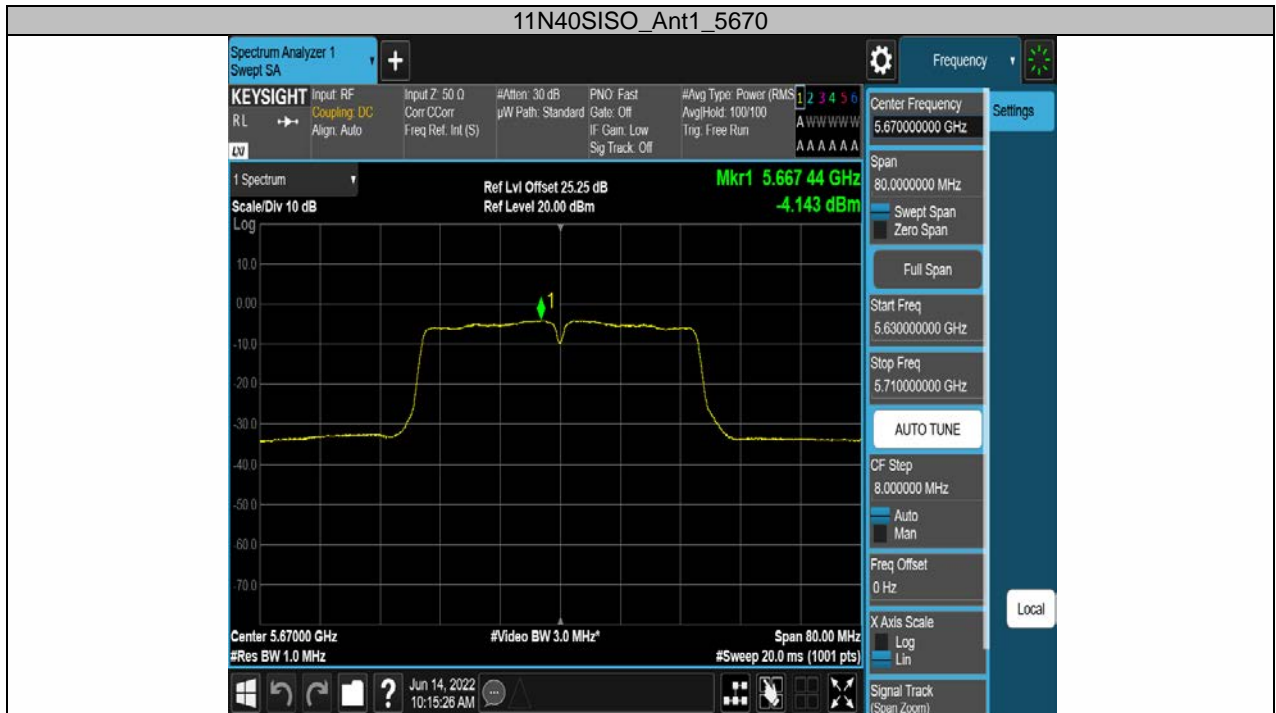 11N40SISO_Ant1_5670
Spectrum Analyzer 1
Swept SA
+
Frequency
KEYSIGHT
RL
LXI
Input: RF
Coupling: DC
Align: Auto
Input Z: 50 Ω
Corr CCorr
Freq Ref: Int (S)
#Atten: 30 dB
µW Path: Standard
PNO: Fast
Gate: Off
IF Gain: Low
Sig Track: Off
#Avg Type: Power (RMS
Avg|Hold: 100/100
Trig: Free Run
1 2 3 4 5 6
A W W W W W
A A A A A A
1 Spectrum
Scale/Div 10 dB
Log
Ref Lvl Offset 25.25 dB
Ref Level 20.00 dBm
Mkr1 5.667 44 GHz
-4.143 dBm
10.0
0.00
-10.0
-20.0
-30.0
-40.0
-50.0
-60.0
-70.0
1
Center 5.67000 GHz
#Res BW 1.0 MHz
#Video BW 3.0 MHz*
Span 80.00 MHz
#Sweep 20.0 ms (1001 pts)
?
Jun 14, 2022
10:15:26 AM
Center Frequency
5.670000000 GHz
Settings
Span
80.0000000 MHz
Swept Span
Zero Span
Full Span
Start Freq
5.630000000 GHz
Stop Freq
5.710000000 GHz
AUTO TUNE
CF Step
8.000000 MHz
Auto
Man
Freq Offset
0 Hz
Local
X Axis Scale
Log
Lin
Signal Track
(Span Zoom)